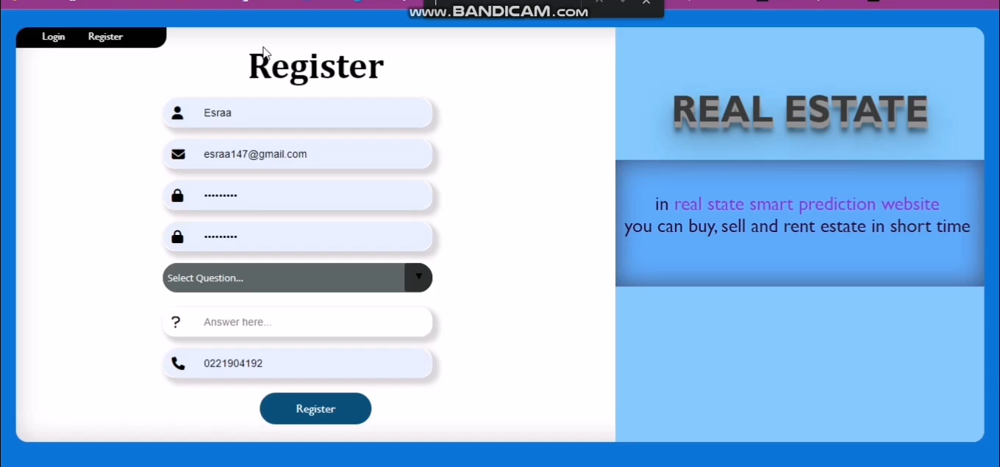 www.BANDICAM.com
Login Register
Register
Esraa
esraa147@gmail.com
•••••••••
•••••••••
Select Question...
▼
? Answer here...
0221904192
Register
REAL ESTATE
in real state smart prediction website
you can buy, sell and rent estate in short time